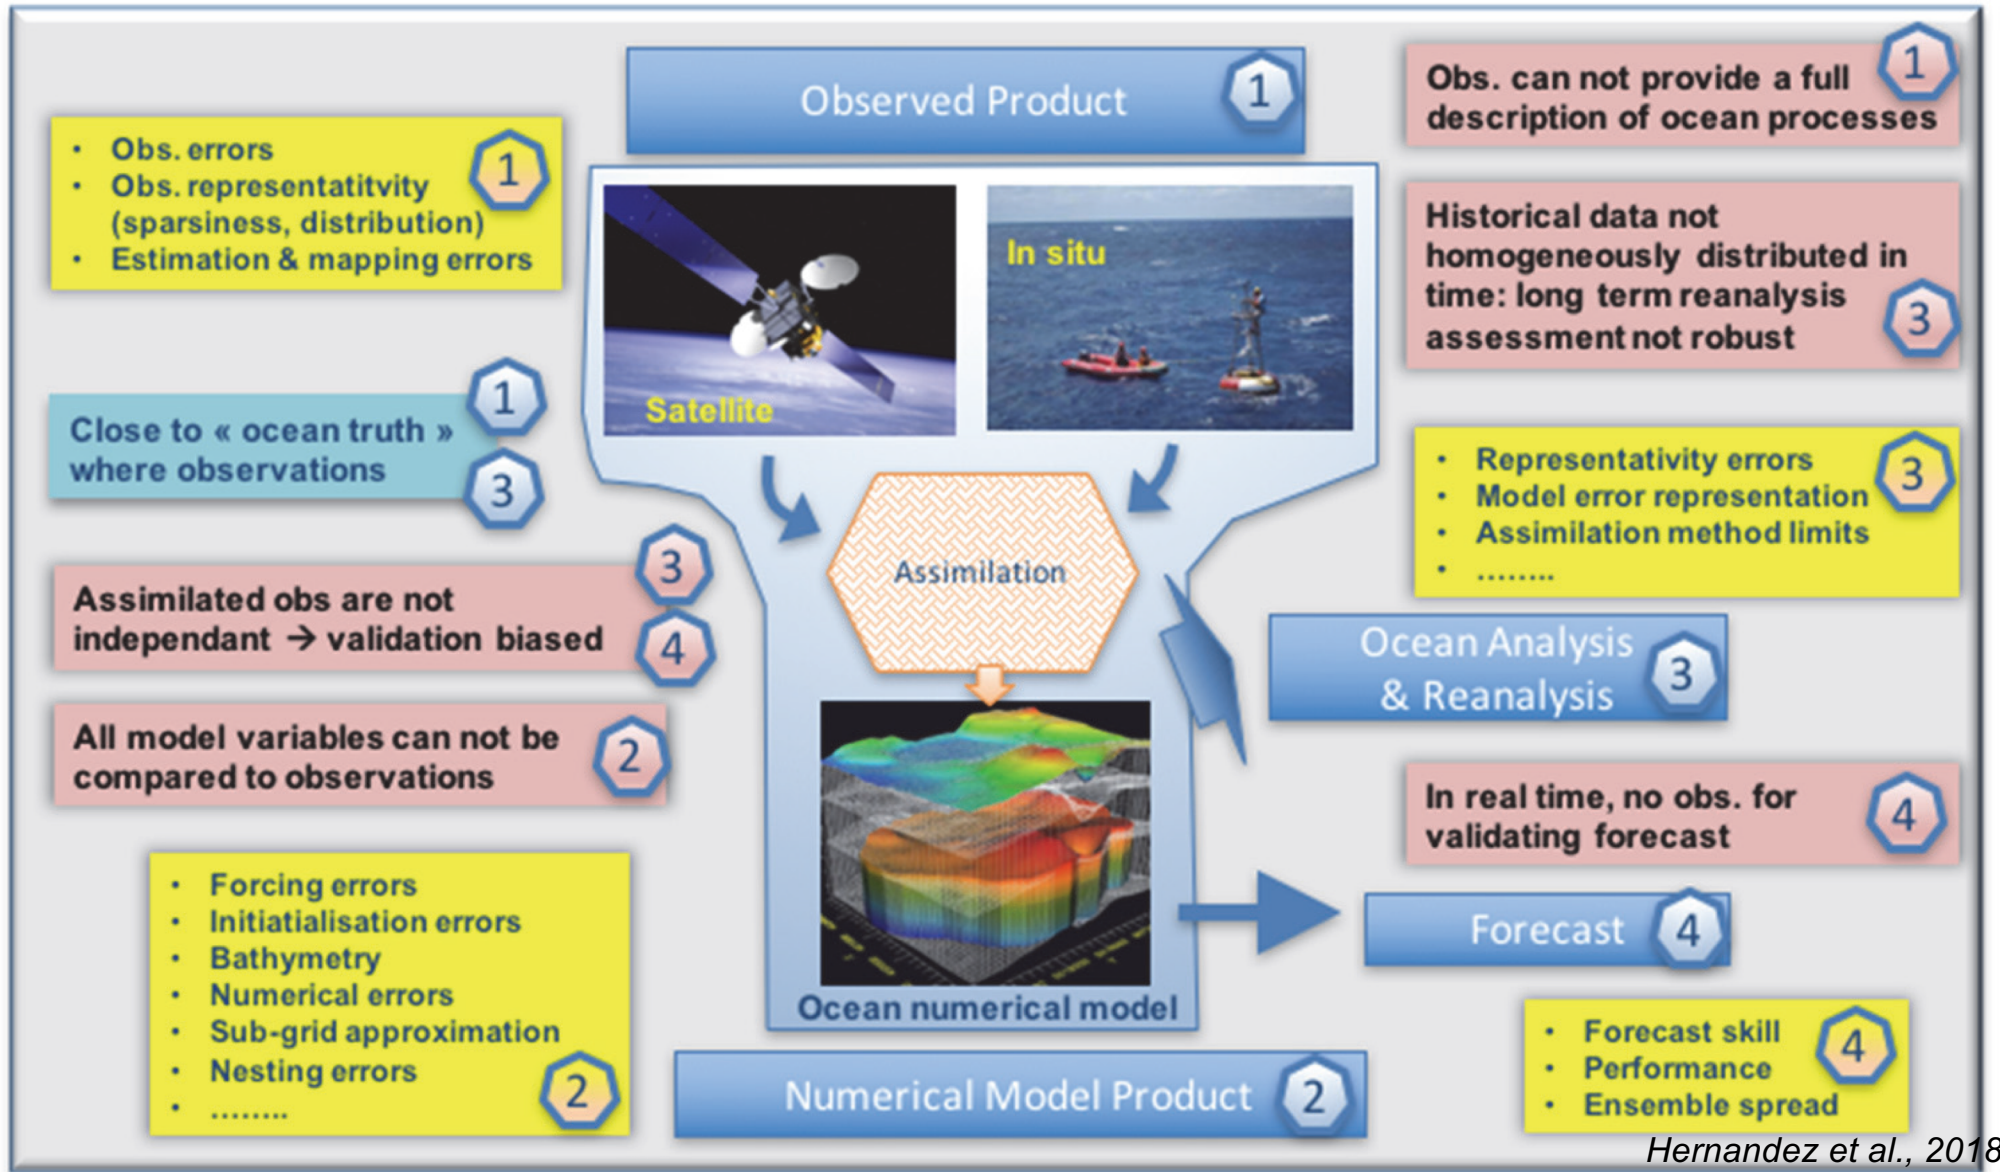 Observed Product
1
Obs. can not provide a full
description of ocean processes
1
• Obs. errors
• Obs. representatitvity
(sparsiness, distribution)
• Estimation & mapping errors
1
Satellite
In situ
Historical data not
homogeneously distributed in
time: long term reanalysis
assessment not robust
3
Close to « ocean truth »
where observations
1
3
• Representativity errors
• Model error representation
• Assimilation method limits
• ........
3
Assimilation
Assimilated obs are not
independant → validation biased
3
4
Ocean Analysis
& Reanalysis
3
All model variables can not be
compared to observations
2
In real time, no obs. for
validating forecast
4
• Forcing errors
• Initiatialisation errors
• Bathymetry
• Numerical errors
• Sub-grid approximation
• Nesting errors
• ........
2
Forecast
4
Ocean numerical model
• Forecast skill
• Performance
• Ensemble spread
4
Numerical Model Product
2
Hernandez et al., 2018